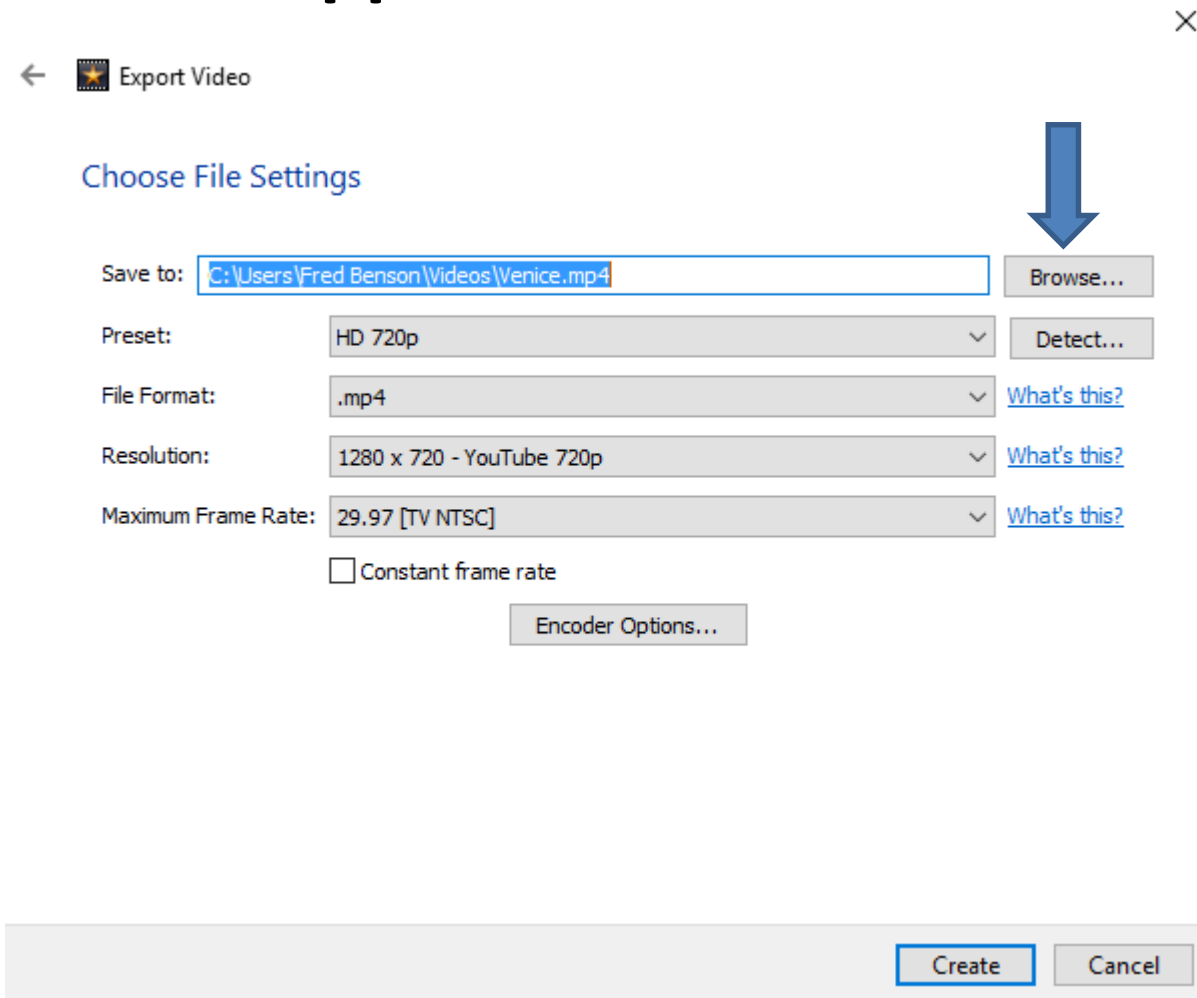 Export Video
Choose File Settings
Save to: C:\Users\Fred Benson\Videos\Venice.mp4 Browse...
Preset: HD 720p Detect...
File Format: .mp4 What's this?
Resolution: 1280 x 720 - YouTube 720p What's this?
Maximum Frame Rate: 29.97 [TV NTSC] What's this?
Constant frame rate
Encoder Options...
Create Cancel